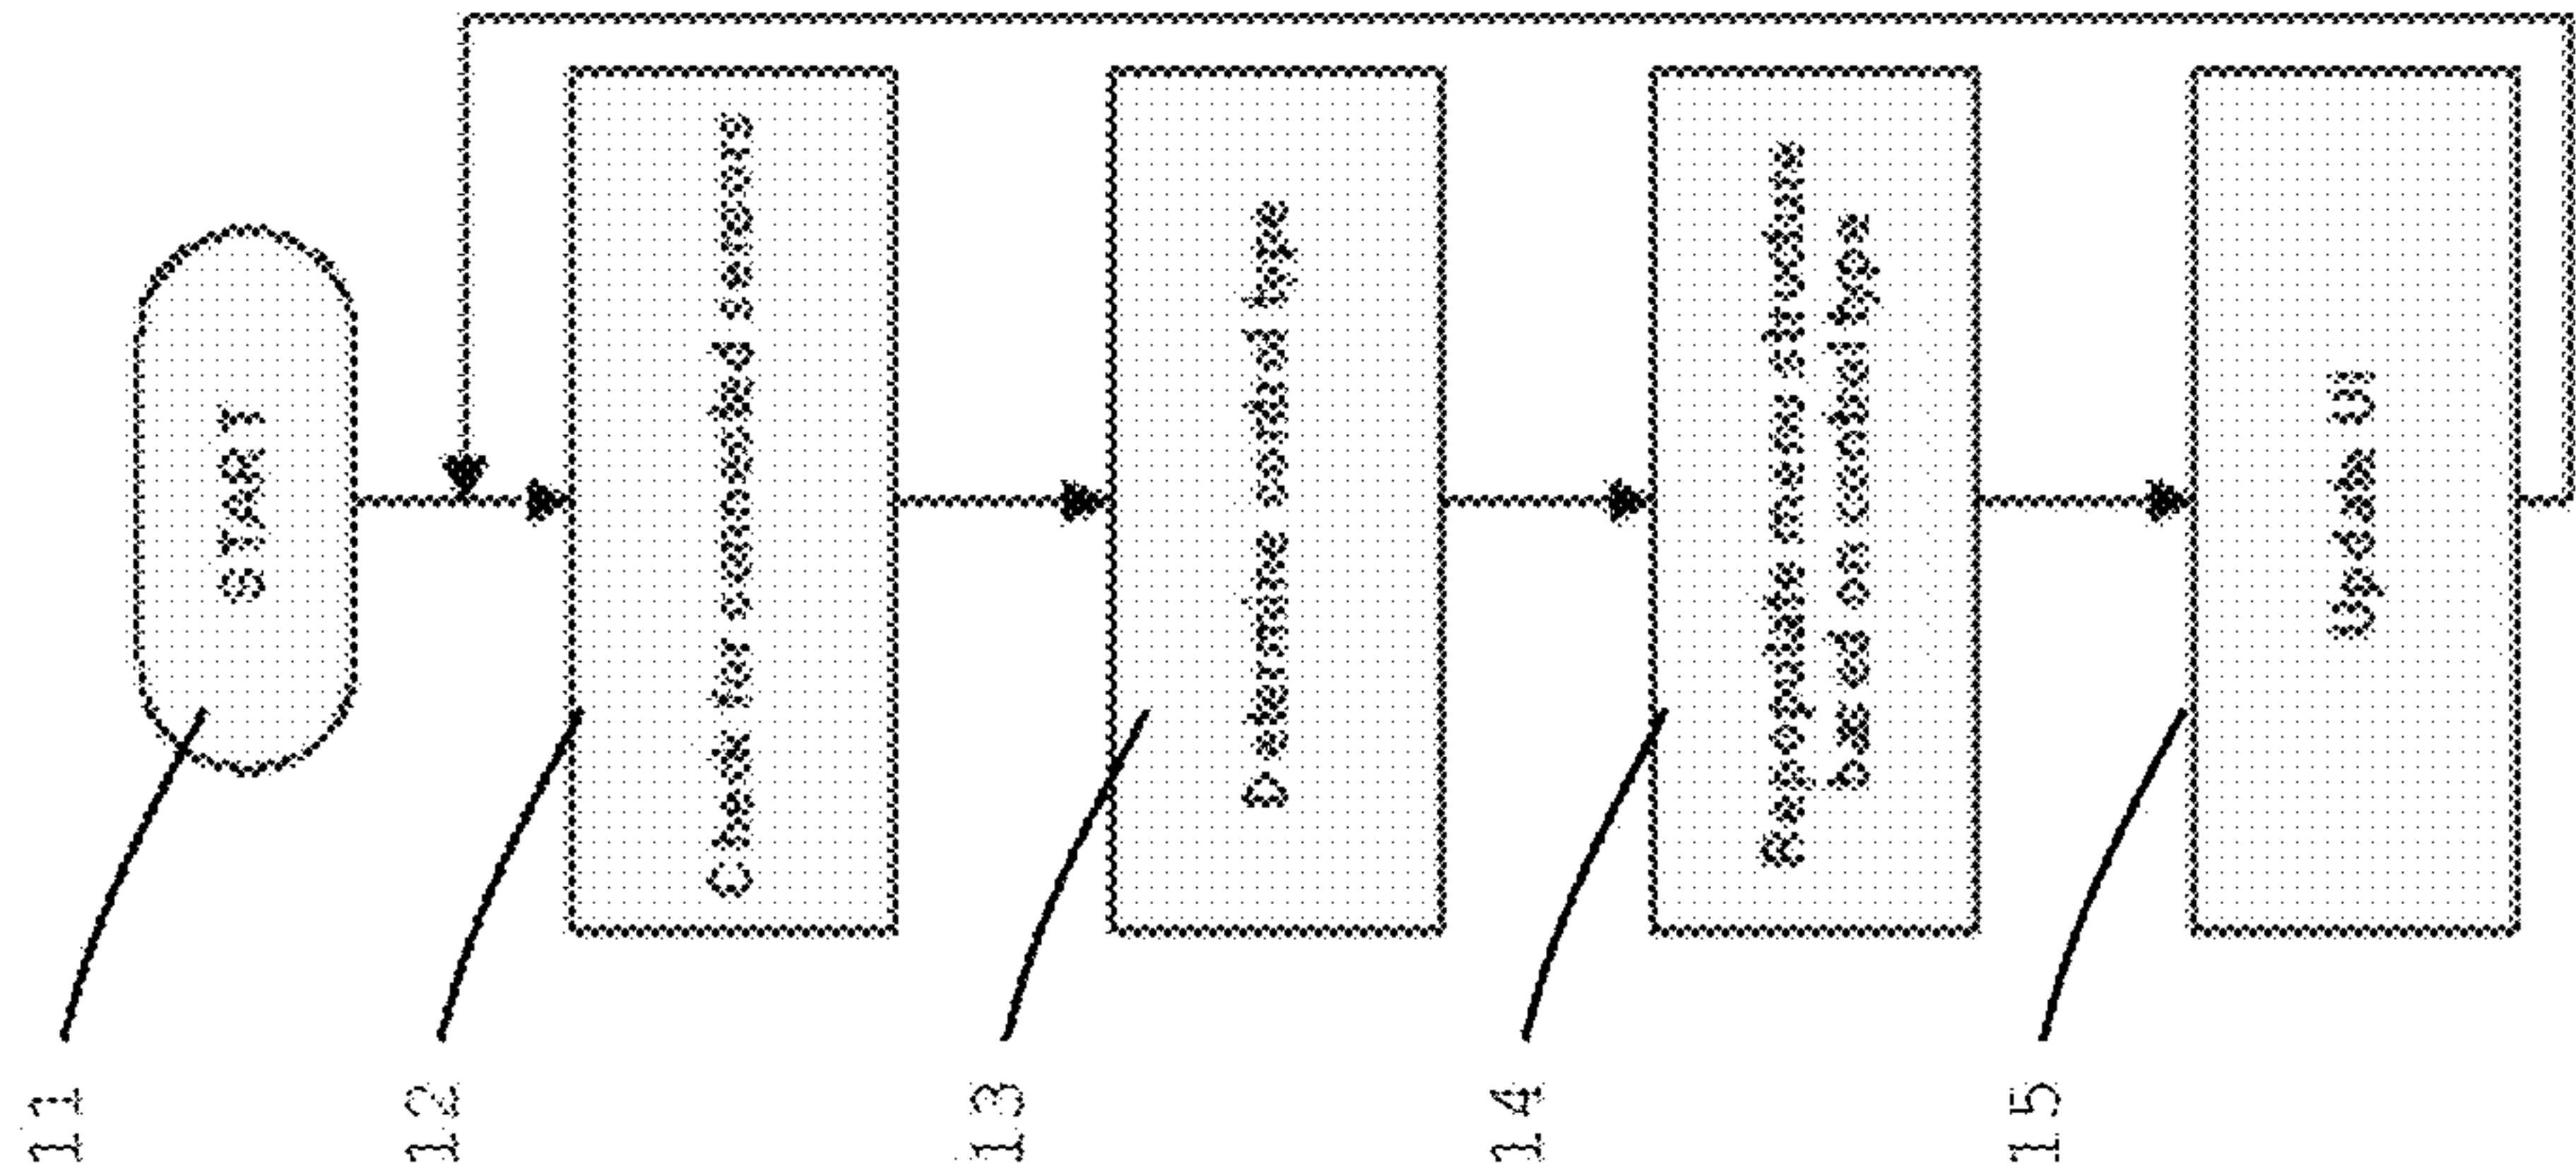 11
START
12
Check for connected sensors
13
Determine control type
14
Repopulate menu structure
based on control type
15
Update UI